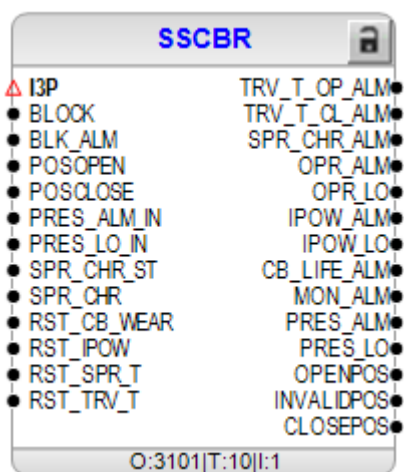 SSCBR
I3P TRV_T_OP_ALM
BLOCK TRV_T_CL_ALM
BLK_ALM SPR_CHR_ALM
POSOPEN OPR_ALM
POSCLOSE OPR_LO
PRES_ALM_IN IPOW_ALM
PRES_LO_IN IPOW_LO
SPR_CHR_ST CB_LIFE_ALM
SPR_CHR MON_ALM
RST_CB_WEAR PRES_ALM
RST_IPOW PRES_LO
RST_SPR_T OPENPOS
RST_TRV_T INVALIDPOS
CLOSEPOS
O:3101|T:10|I:1